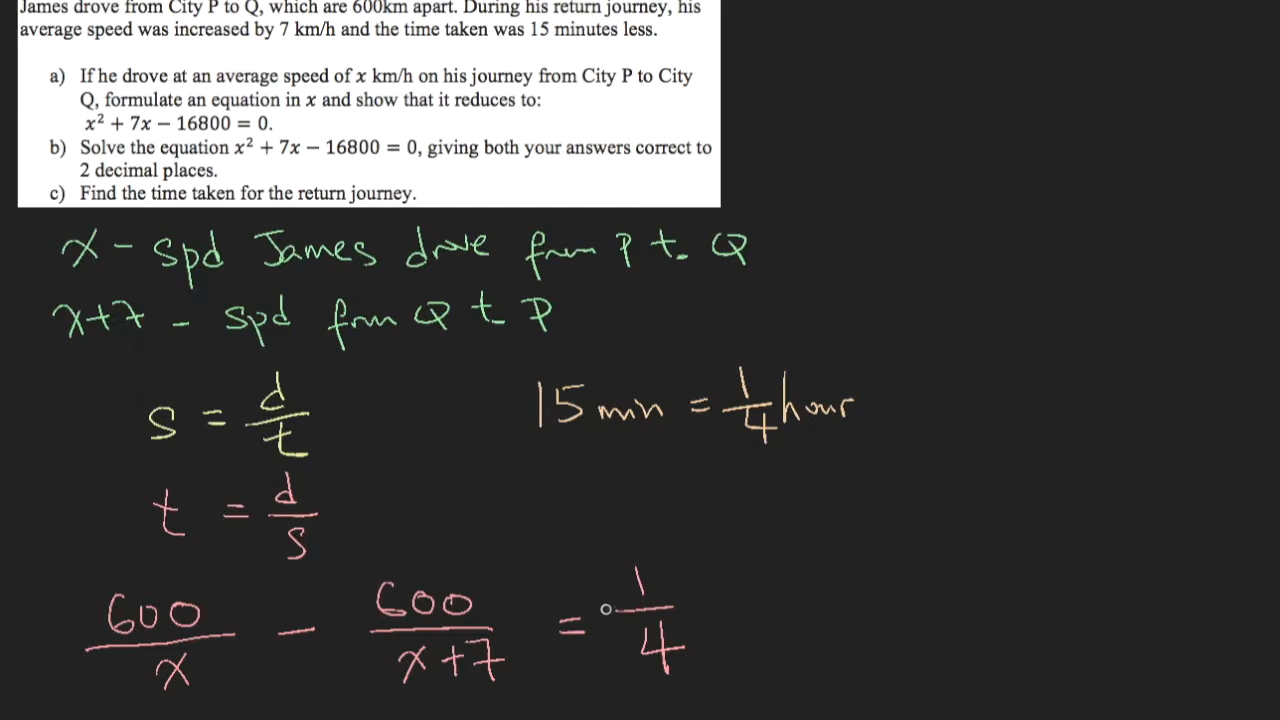 James drove from City P to Q, which are 600km apart. During his return journey, his
average speed was increased by 7 km/h and the time taken was 15 minutes less.
a) If he drove at an average speed of x km/h on his journey from City P to City
Q, formulate an equation in x and show that it reduces to:
x² + 7x − 16800 = 0.
b) Solve the equation x² + 7x − 16800 = 0, giving both your answers correct to
2 decimal places.
c) Find the time taken for the return journey.
x - spd James drove from P to Q
x+7 - spd from Q to P
s = d/t
15 min = 1/4 hour
t = d/s
600/x - 600/x+7 = 1/4